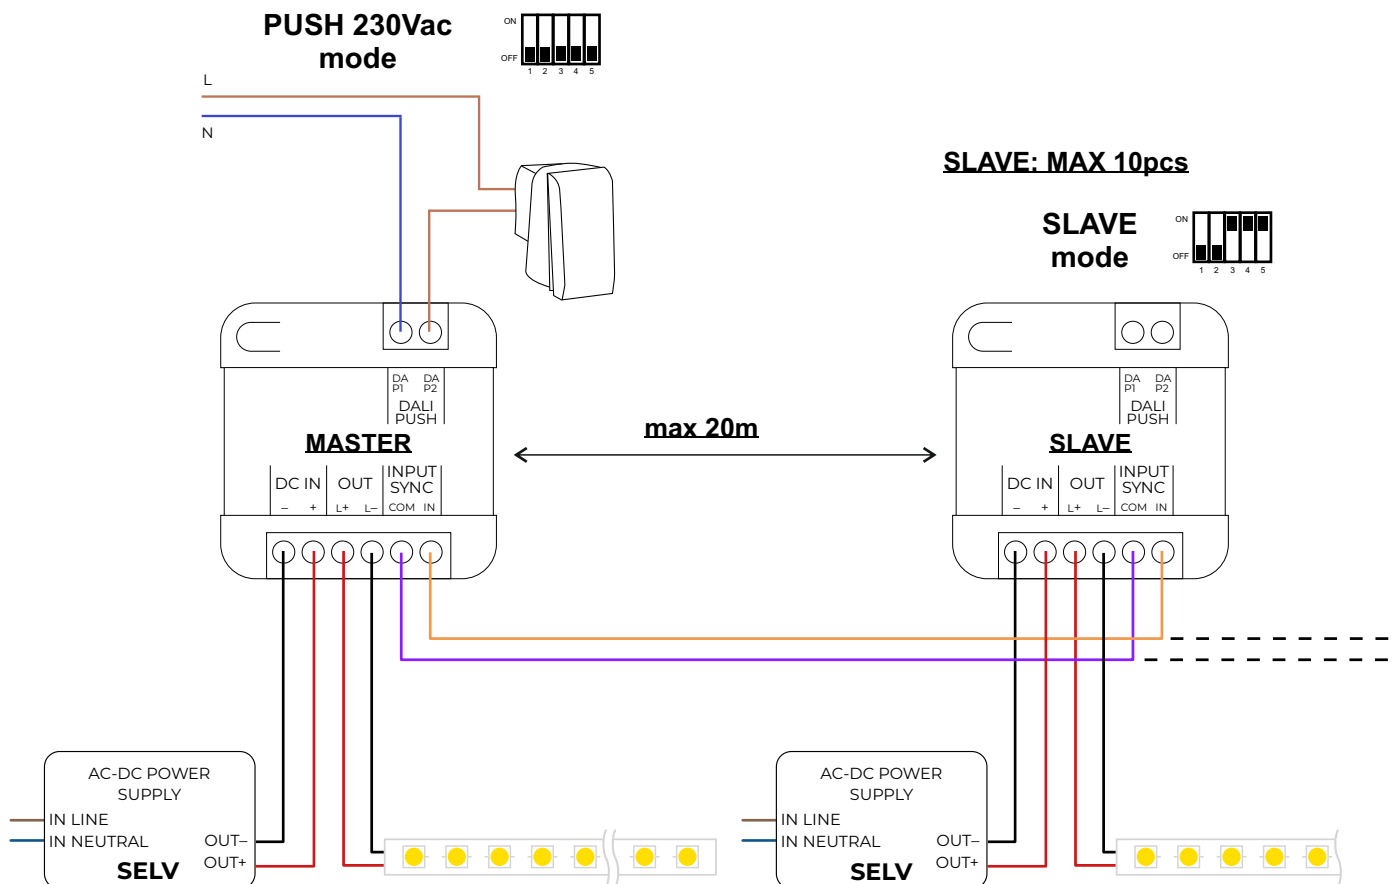 PUSH 230Vac
mode
ON
OFF
1 2 3 4 5
L
N
SLAVE: MAX 10pcs
SLAVE
mode
ON
OFF
1 2 3 4 5
DA DA
P1 P2
DALI
PUSH
MASTER
DC IN OUT INPUT
SYNC
– + L+ L– COM IN
max 20m
DA DA
P1 P2
DALI
PUSH
SLAVE
DC IN OUT INPUT
SYNC
– + L+ L– COM IN
AC-DC POWER
SUPPLY
IN LINE
IN NEUTRAL OUT–
OUT+
SELV
AC-DC POWER
SUPPLY
IN LINE
IN NEUTRAL OUT–
OUT+
SELV